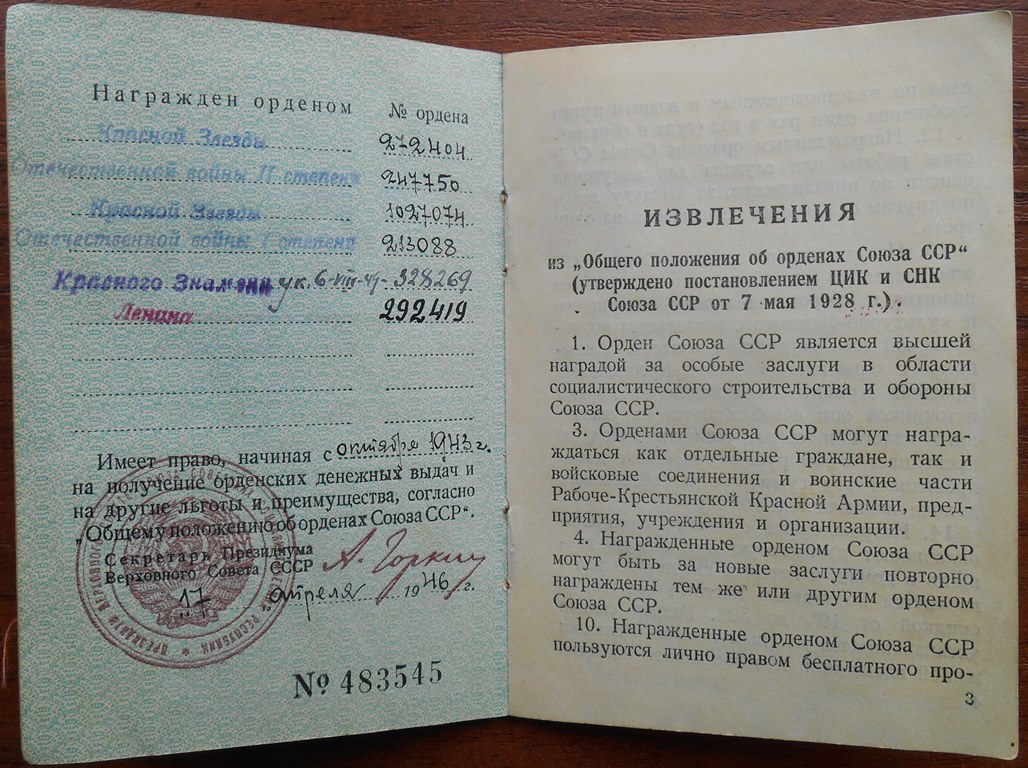 Награжден орденом
№ ордена
Красной Звезды 272404
Отечественной войны II степени 247750
Красной Звезды 1027074
Отечественной войны I степени 213088
Красного Знамени ук. 6-VIII-47- 328269
Ленина 292419
Имеет право, начиная с октября 1943 г.
на получение орденских денежных выдач и
на другие льготы и преимущества, согласно
„Общему положению об орденах Союза ССР“.
Секретарь Президиума
Верховного Совета СССР А. Горкин
17 апреля 1946 г.
№ 483545
ИЗВЛЕЧЕНИЯ
из „Общего положения об орденах Союза ССР“
(утверждено постановлением ЦИК и СНК
Союза ССР от 7 мая 1928 г.)
1. Орден Союза ССР является высшей
наградой за особые заслуги в области
социалистического строительства и обороны
Союза ССР.
3. Орденами Союза ССР могут награ-
ждаться как отдельные граждане, так и
войсковые соединения и воинские части
Рабоче-Крестьянской Красной Армии, пред-
приятия, учреждения и организации.
4. Награжденные орденом Союза ССР
могут быть за новые заслуги повторно
награждены тем же или другим орденом
Союза ССР.
10. Награжденные орденом Союза ССР
пользуются лично правом бесплатного про-
3